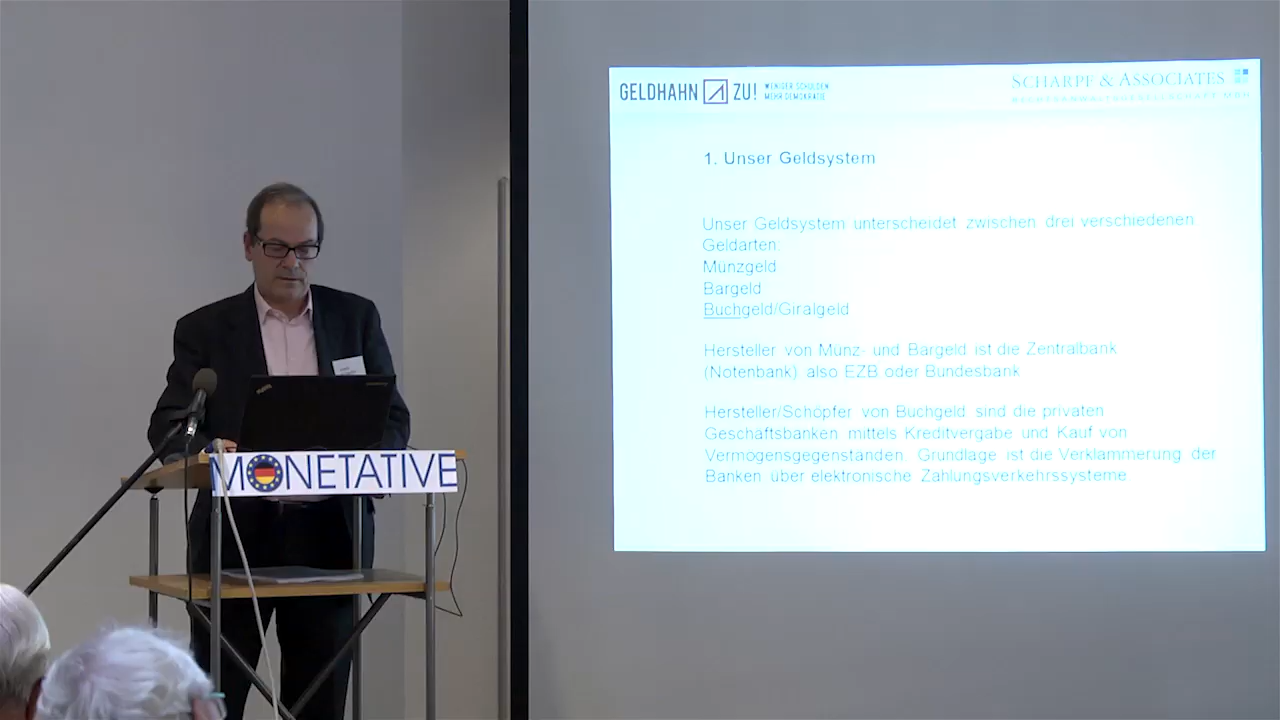 GELDHAHN ZU! WENIGER SCHULDEN
MEHR DEMOKRATIE
SCHARPF & ASSOCIATES
RECHTSANWALTSGESELLSCHAFT MBH
1. Unser Geldsystem
Unser Geldsystem unterscheidet zwischen drei verschiedenen
Geldarten:
Münzgeld
Bargeld
Buchgeld/Giralgeld
Hersteller von Münz- und Bargeld ist die Zentralbank
(Notenbank) also EZB oder Bundesbank
Hersteller/Schöpfer von Buchgeld sind die privaten
Geschäftsbanken mittels Kreditvergabe und Kauf von
Vermögensgegenständen. Grundlage ist die Verklammerung der
Banken über elektronische Zahlungsverkehrssysteme
MONETATIVE